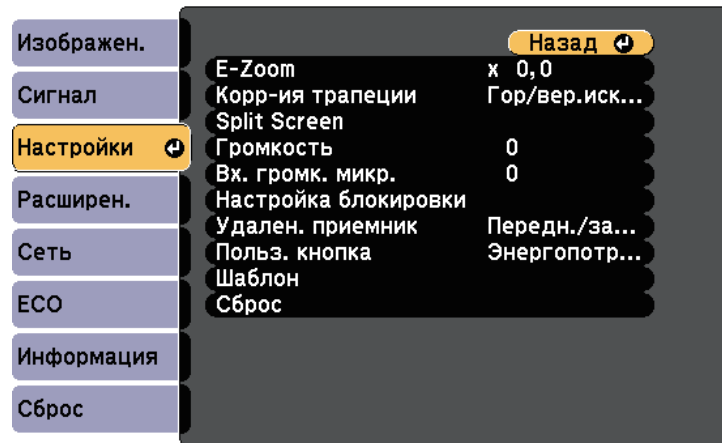 Изображен.
Сигнал
Настройки
Расширен.
Сеть
ECO
Информация
Сброс
Назад
E-Zoom x 0,0
Корр-ия трапеции Гор/вер.иск...
Split Screen
Громкость 0
Вх. громк. микр. 0
Настройка блокировки
Удален. приемник Передн./за...
Польз. кнопка Энергопотр...
Шаблон
Сброс